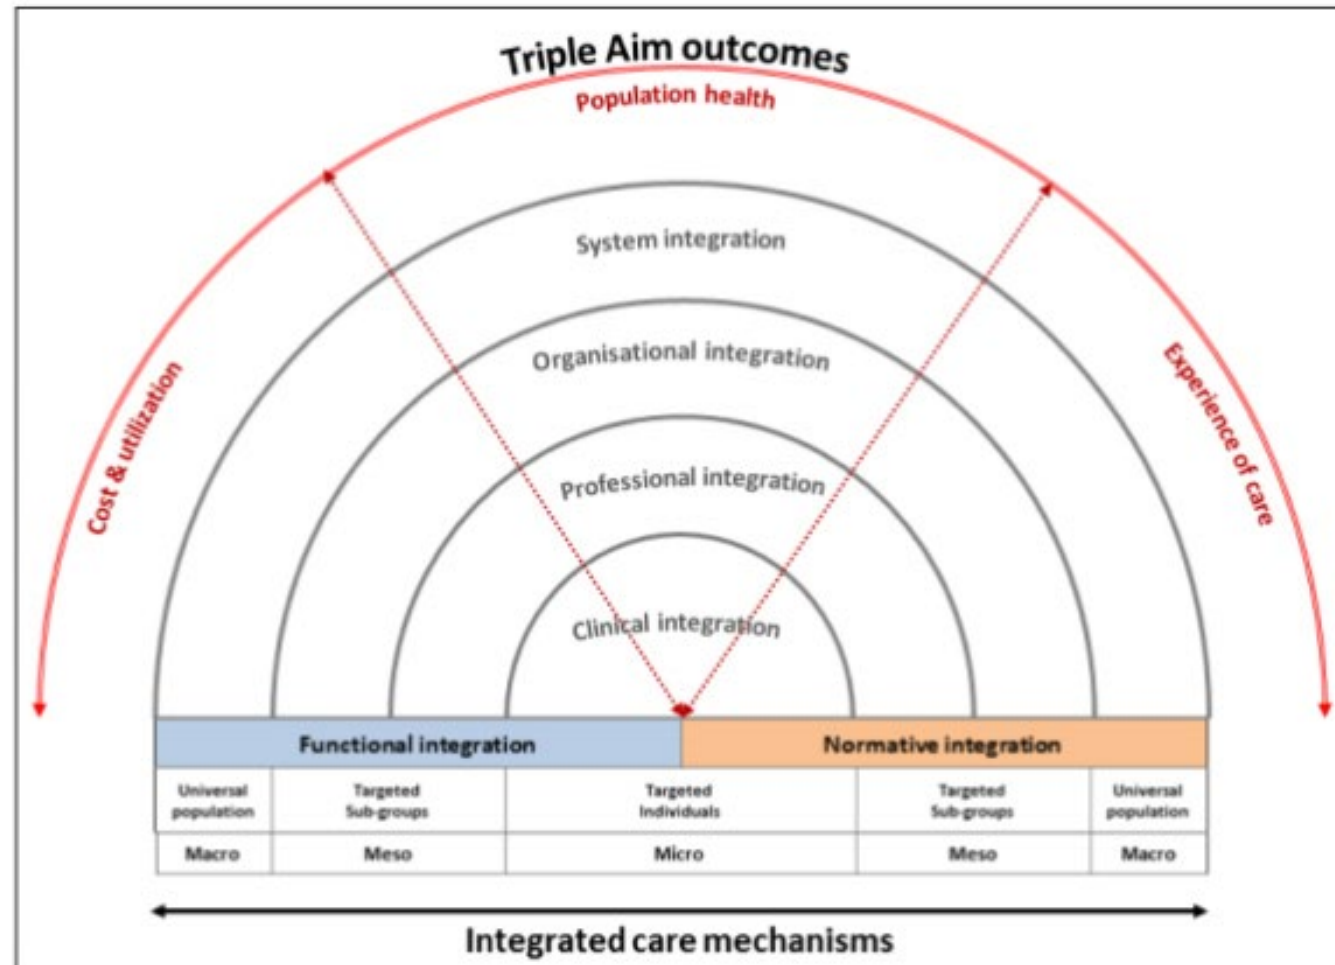 Triple Aim outcomes
Population health
System integration
Organisational integration
Cost & utilization
Experience of care
Professional integration
Clinical integration
Functional integration
Normative integration
Universal
population
Targeted
Sub-groups
Targeted
Individuals
Targeted
Sub-groups
Universal
population
Macro
Meso
Micro
Meso
Macro
Integrated care mechanisms